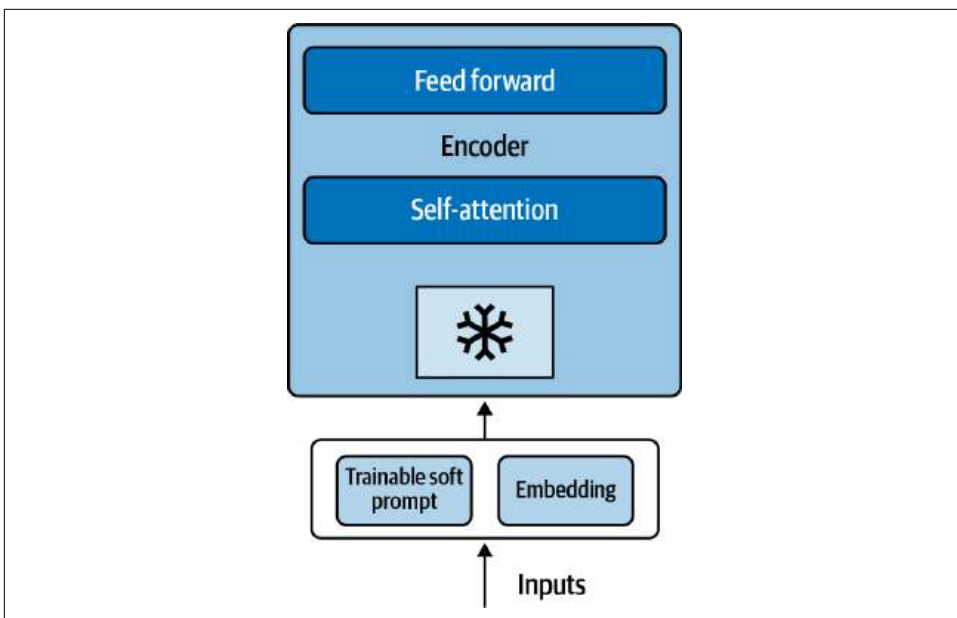 Feed forward
Encoder
Self-attention
Trainable soft
prompt
Embedding
Inputs